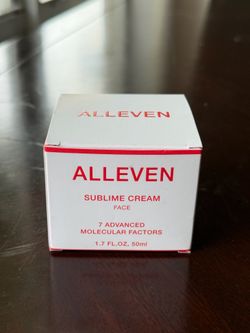 ALLEVEN
ALLEVEN
SUBLIME CREAM
FACE
7 ADVANCED
MOLECULAR FACTORS
1.7 FL.OZ, 50ml